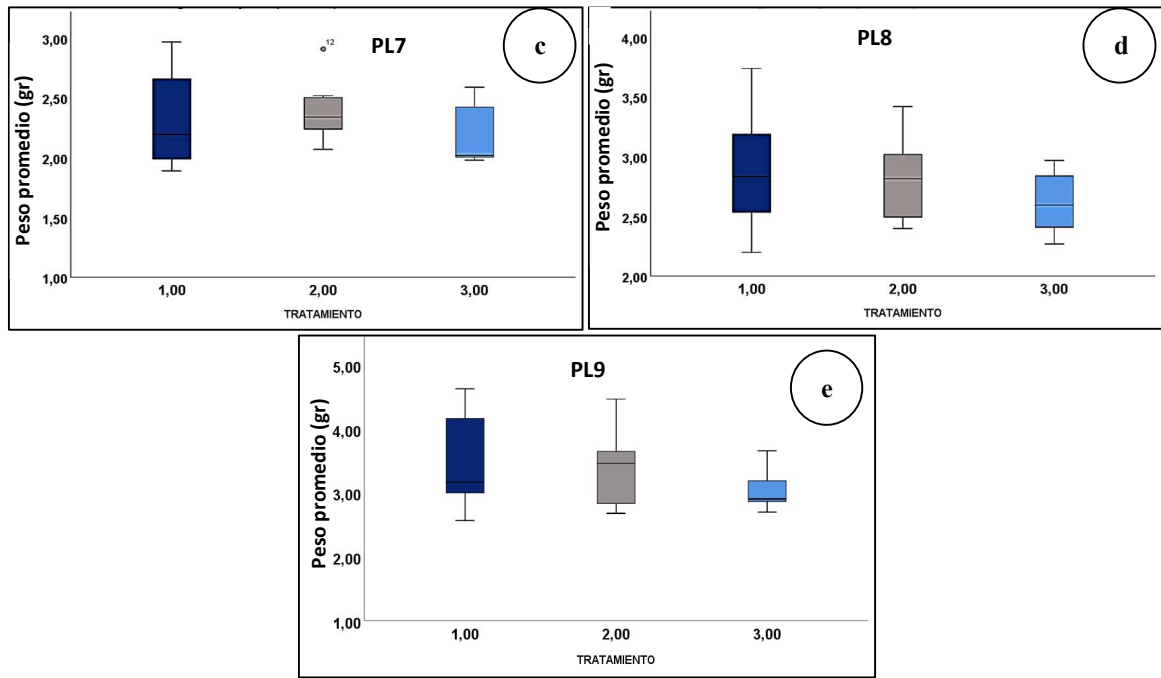 PL7
c
Peso promedio (gr)
3,00
12
2,50
2,00
1,50
1,00
1,00 2,00 3,00
TRATAMIENTO
PL8
d
Peso promedio (gr)
4,00
3,50
3,00
2,50
2,00
1,00 2,00 3,00
TRATAMIENTO
PL9
e
Peso promedio (gr)
5,00
4,00
3,00
2,00
1,00
1,00 2,00 3,00
TRATAMIENTO